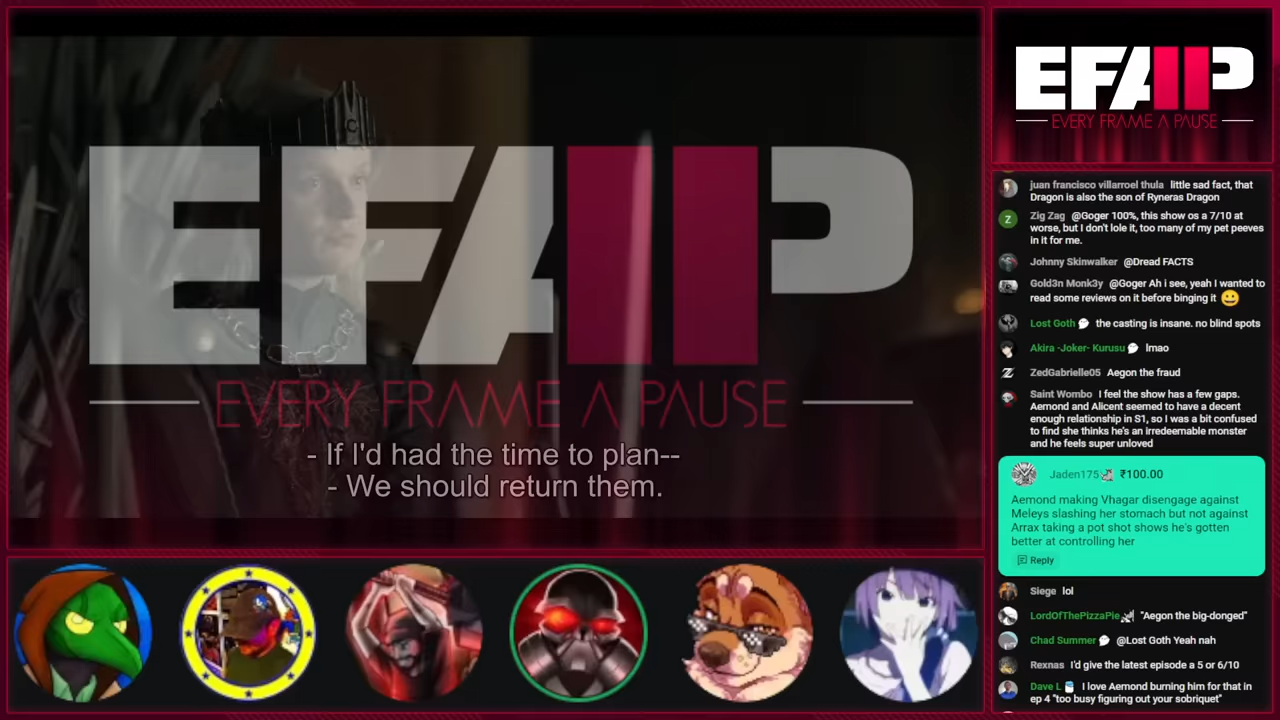 EFAP
EVERY FRAME A PAUSE
- If I'd had the time to plan--
- We should return them.
EFAP
EVERY FRAME A PAUSE
juan francisco villarroel thula little sad fact, that
Dragon is also the son of Ryneras Dragon
Z
Zig Zag @Goger 100%, this show os a 7/10 at
worse, but I don't lole it, too many of my pet peeves
in it for me.
Johnny Skinwalker @Dread FACTS
Gold3n Monk3y @Goger Ah i see, yeah I wanted to
read some reviews on it before binging it 😀
Lost Goth the casting is insane. no blind spots
Akira -Joker- Kurusu lmao
ZedGabrielle05 Aegon the fraud
Saint Wombo I feel the show has a few gaps.
Aemond and Alicent seemed to have a decent
enough relationship in S1, so I was a bit confused
to find she thinks he's an irredeemable monster
and he feels super unloved
Jaden175 ₹100.00
Aemond making Vhagar disengage against
Meleys slashing her stomach but not against
Arrax taking a pot shot shows he's gotten
better at controlling her
Reply
Siege lol
LordOfThePizzaPie "Aegon the big-donged"
Chad Summer @Lost Goth Yeah nah
Rexnas I'd give the latest episode a 5 or 6/10
Dave L I love Aemond burning him for that in
ep 4 "too busy figuring out your sobriquet"